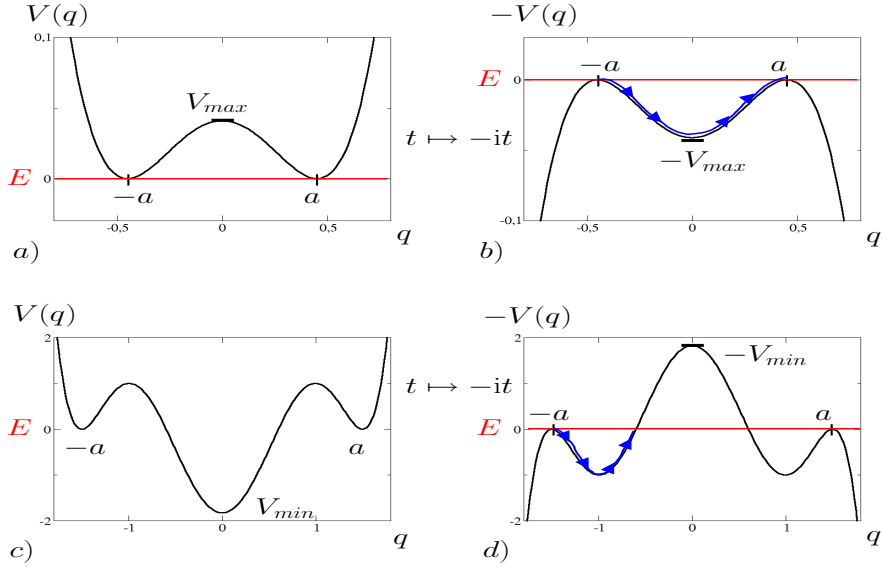 V(q)
0,1
V_max
E
0
−a
a
-0,5
0
0,5
q
a)
t ↦ −it
−V(q)
−a
a
E
0
−V_max
-0,1
-0,5
0
0,5
q
b)
V(q)
2
E
0
−a
a
V_min
-2
-1
0
1
q
c)
t ↦ −it
−V(q)
2
−V_min
−a
a
E
0
-2
-1
0
1
q
d)